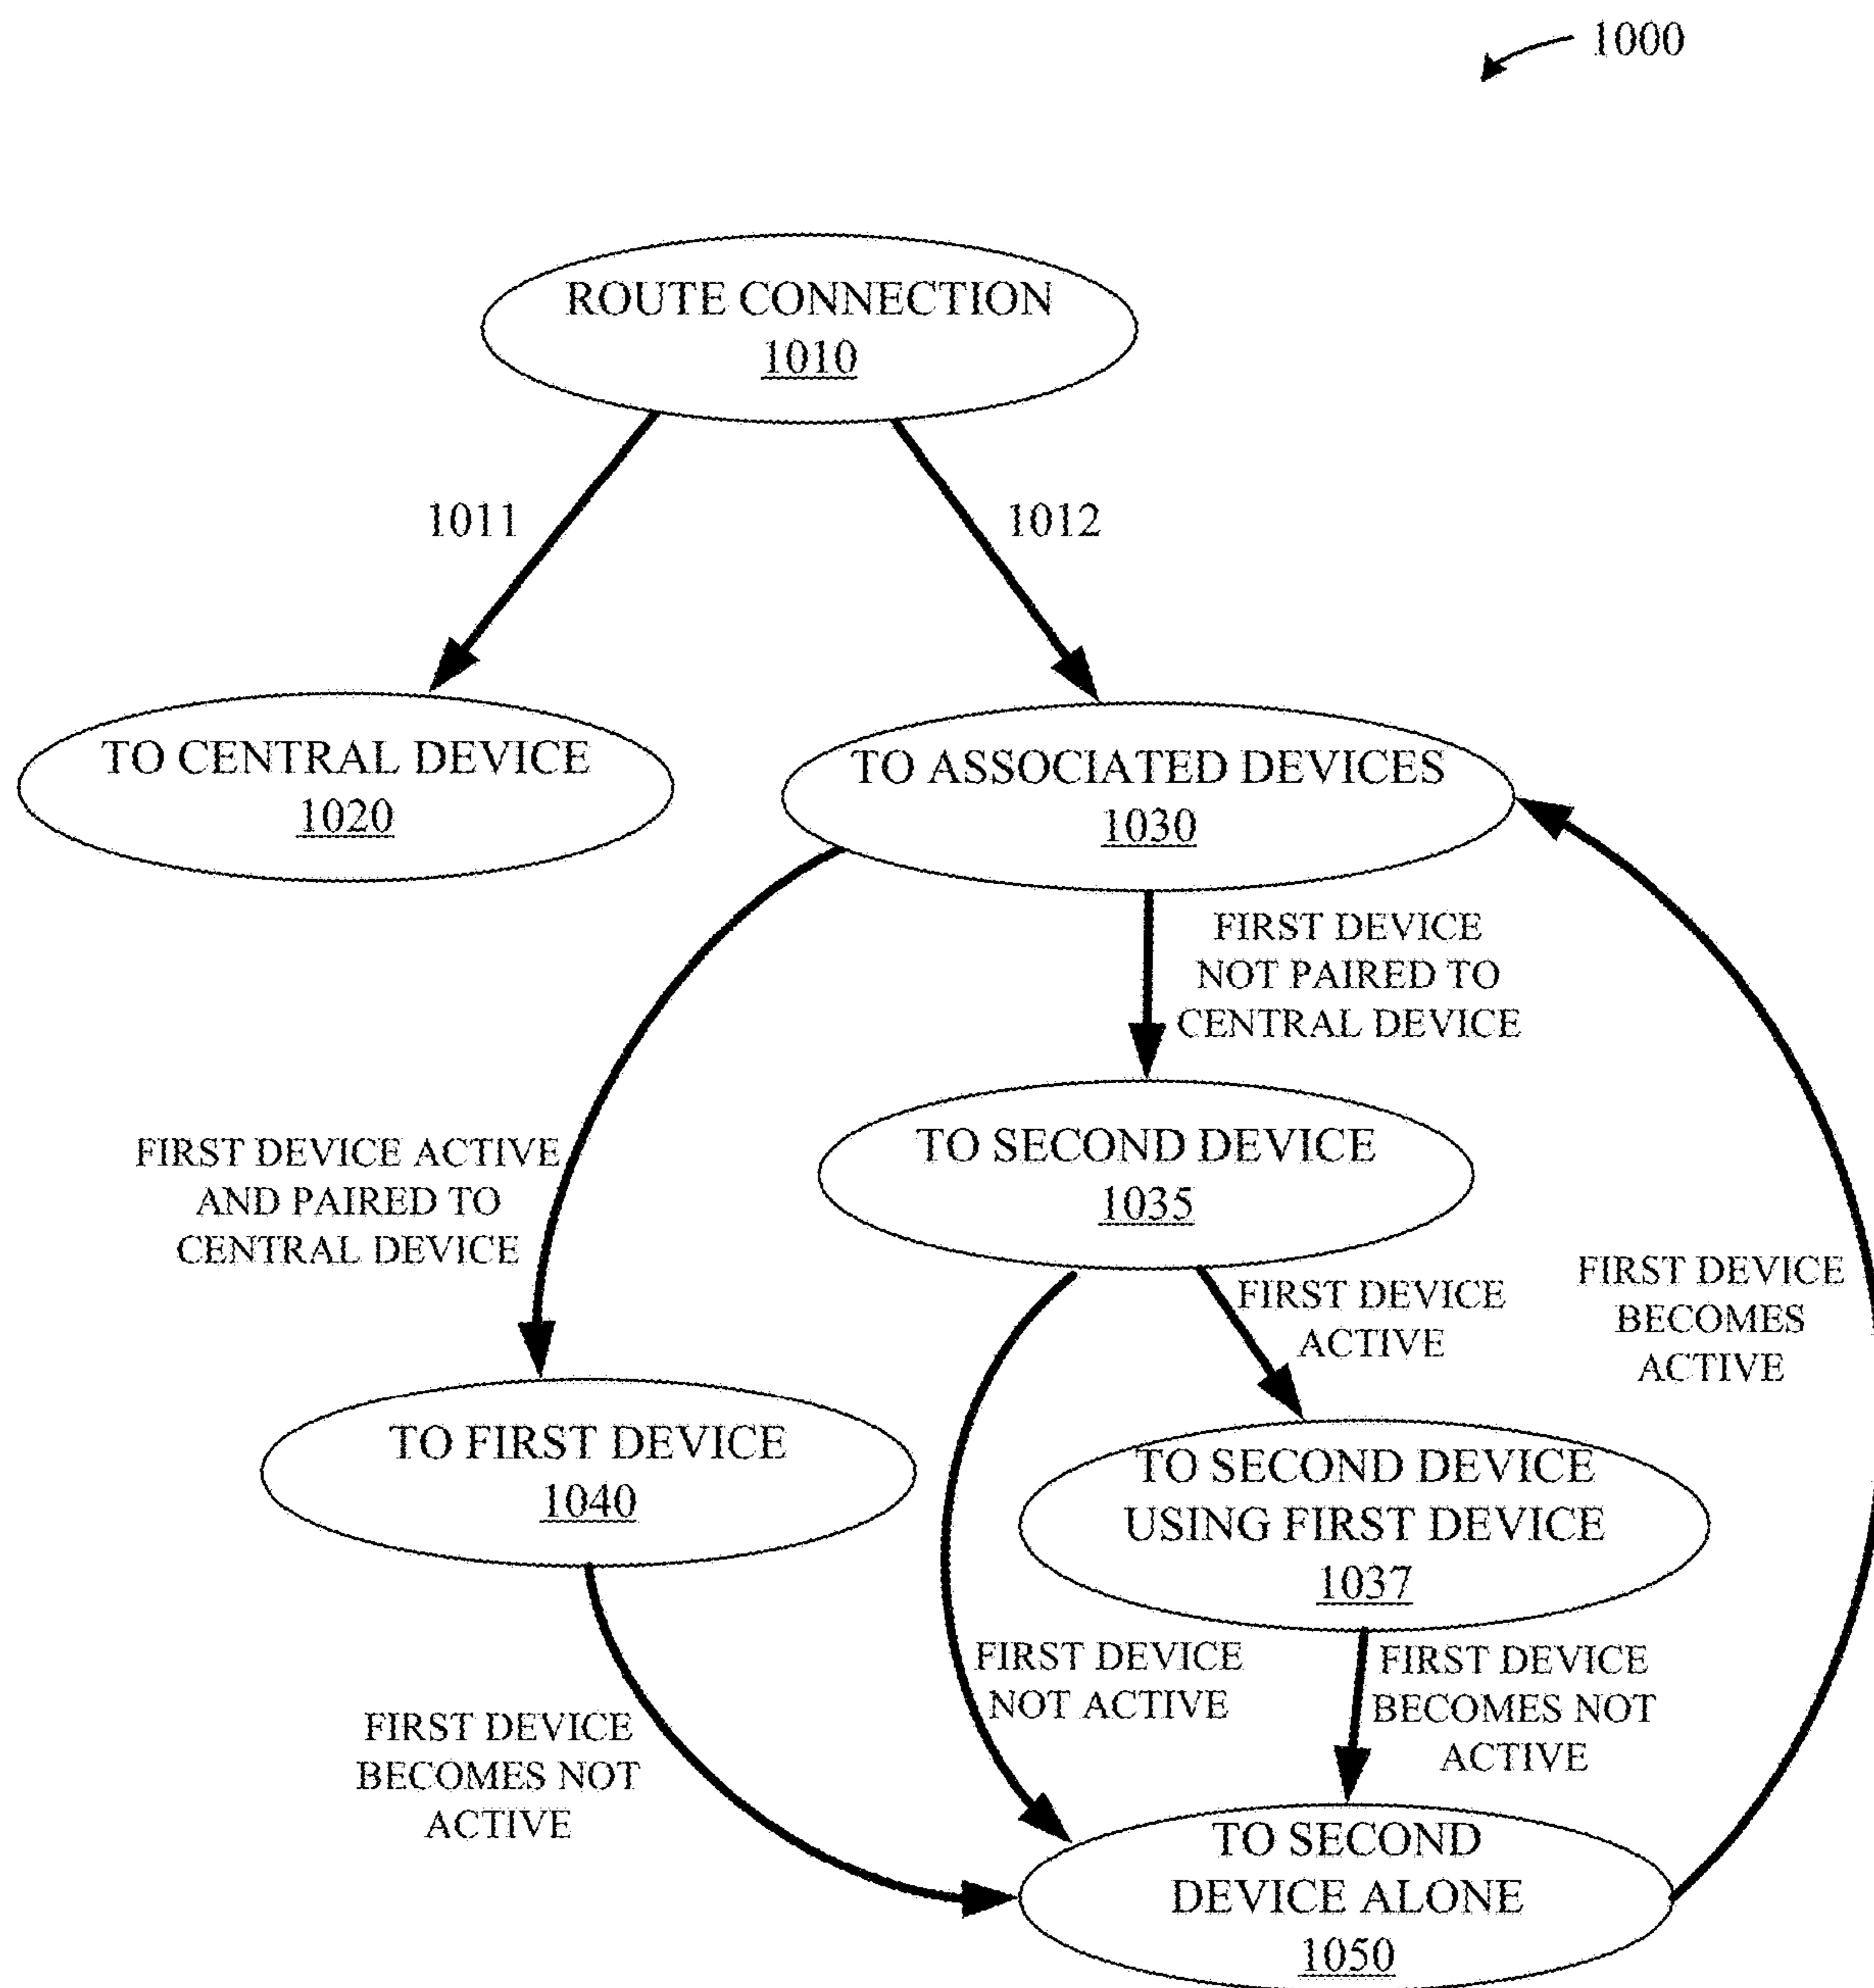 1000
ROUTE CONNECTION
1010
1011
1012
TO CENTRAL DEVICE
1020
TO ASSOCIATED DEVICES
1030
FIRST DEVICE
NOT PAIRED TO
CENTRAL DEVICE
FIRST DEVICE ACTIVE
AND PAIRED TO
CENTRAL DEVICE
TO SECOND DEVICE
1035
FIRST DEVICE
ACTIVE
FIRST DEVICE
BECOMES
ACTIVE
TO FIRST DEVICE
1040
TO SECOND DEVICE
USING FIRST DEVICE
1037
FIRST DEVICE
NOT ACTIVE
FIRST DEVICE
BECOMES NOT
ACTIVE
FIRST DEVICE
BECOMES NOT
ACTIVE
TO SECOND
DEVICE ALONE
1050